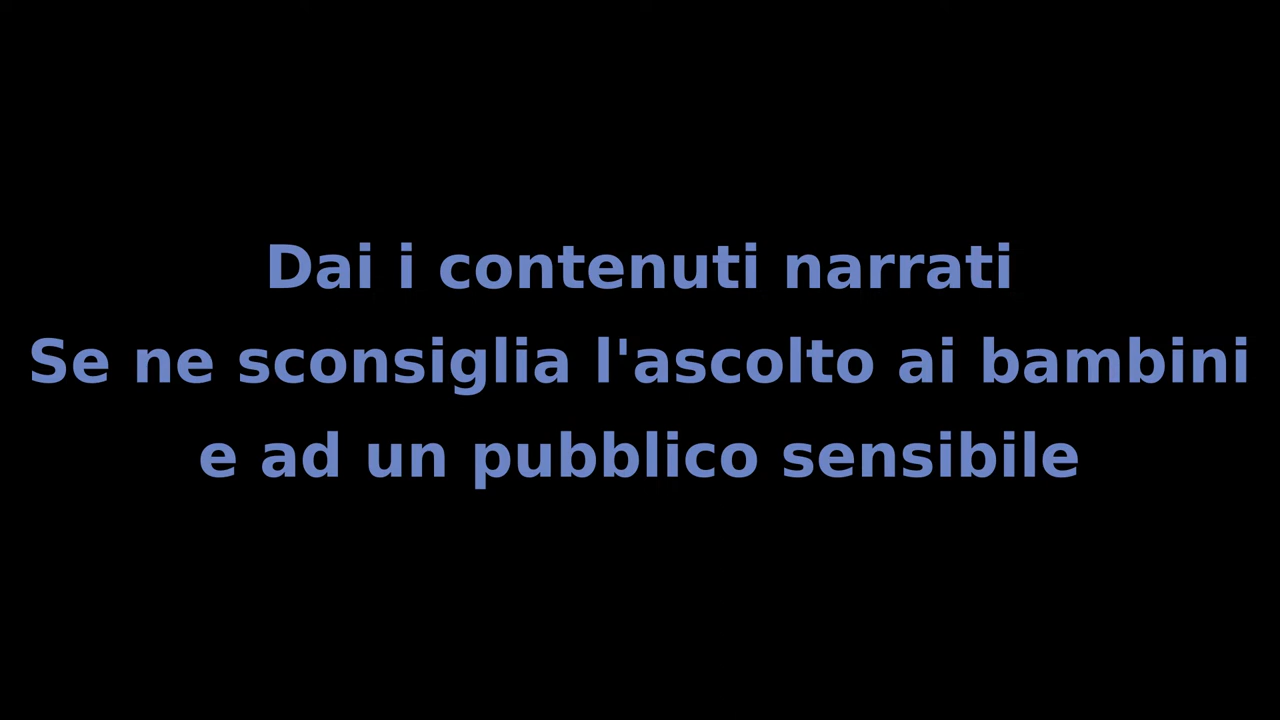 Dai i contenuti narrati
Se ne sconsiglia l'ascolto ai bambini
e ad un pubblico sensibile